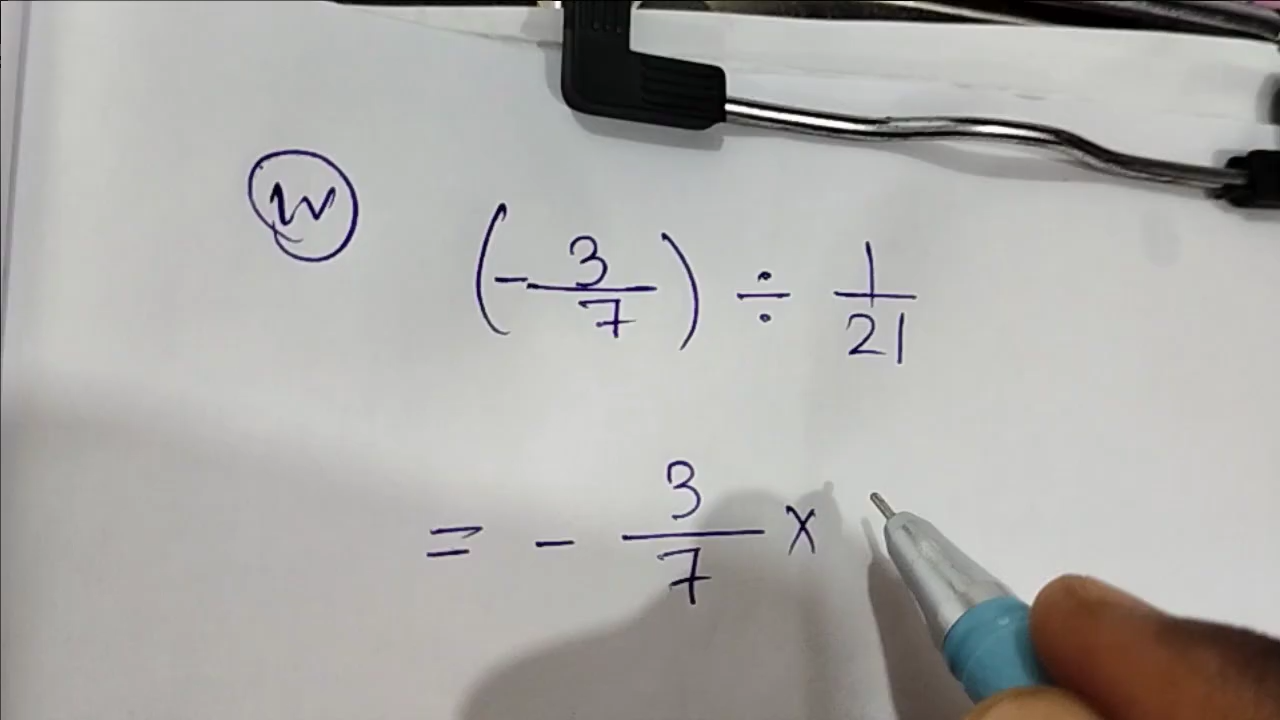 iv (-3/7) ÷ 1/21
= - 3/7 ×